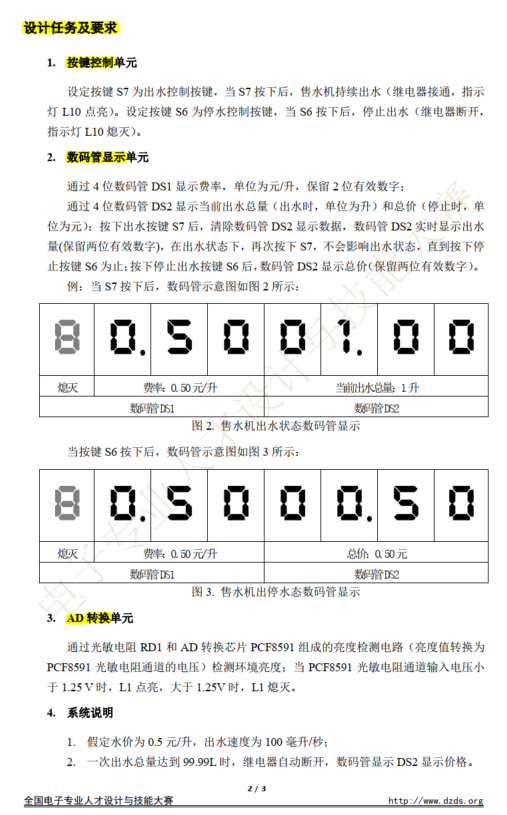 设计任务及要求
1. 按键控制单元
设定按键 S7 为出水控制按键，当 S7 按下后，售水机持续出水（继电器接通，指示
灯 L10 点亮）。设定按键 S6 为停水控制按键，当 S6 按下后，停止出水（继电器断开，
指示灯 L10 熄灭）。
2. 数码管显示单元
通过 4 位数码管 DS1 显示费率，单位为元/升，保留 2 位有效数字；
通过 4 位数码管 DS2 显示当前出水总量（出水时，单位为升）和总价（停止时，单
位为元）：按下出水按键 S7 后，清除数码管 DS2 显示数据，数码管 DS2 实时显示出水
量(保留两位有效数字)，在出水状态下，再次按下 S7，不会影响出水状态，直到按下停
止按键 S6 为止；按下停止出水按键 S6 后，数码管 DS2 显示总价（保留两位有效数字）。
例：当 S7 按下后，数码管示意图如图 2 所示：
8 0.50 01.00
熄灭 费率：0.50 元/升 当前出水总量：1 升
数码管DS1 数码管DS2
图 2. 售水机出水状态数码管显示
当按键 S6 按下后，数码管示意图如图 3 所示：
8 0.50 00.50
熄灭 费率：0.50 元/升 总价：0.50 元
数码管DS1 数码管DS2
图 3. 售水机出停水态数码管显示
3. AD 转换单元
通过光敏电阻 RD1 和 AD 转换芯片 PCF8591 组成的亮度检测电路（亮度值转换为
PCF8591 光敏电阻通道的电压）检测环境亮度；当 PCF8591 光敏电阻通道输入电压小
于 1.25 V 时，L1 点亮，大于 1.25V 时，L1 熄灭。
4. 系统说明
1. 假定水价为 0.5 元/升，出水速度为 100 毫升/秒；
2. 一次出水总量达到 99.99L 时，继电器自动断开，数码管显示 DS2 显示价格。
2 / 3
全国电子专业人才设计与技能大赛 http://www.dzds.org
电子专业人才设计与技能大赛